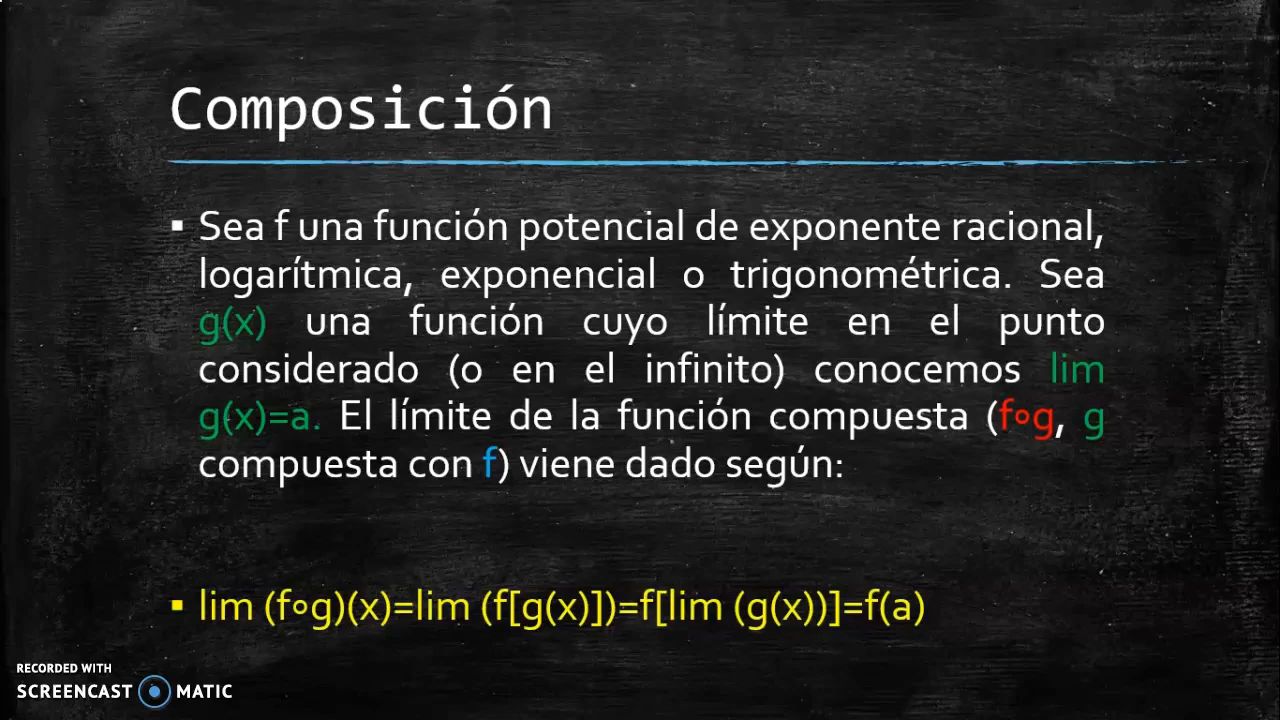 Composición
▪ Sea f una función potencial de exponente racional,
logarítmica, exponencial o trigonométrica. Sea
g(x) una función cuyo límite en el punto
considerado (o en el infinito) conocemos lim
g(x)=a. El límite de la función compuesta (f∘g, g
compuesta con f) viene dado según:
▪ lim (f∘g)(x)=lim (f[g(x)])=f[lim (g(x))]=f(a)
RECORDED WITH
SCREENCAST MATIC